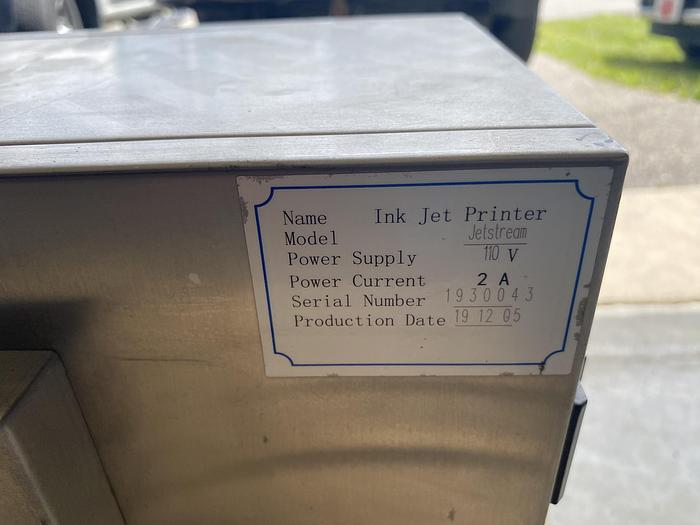 Name Ink Jet Printer
Model Jetstream
Power Supply 110 V
Power Current 2 A
Serial Number 1930043
Production Date 19 12 05